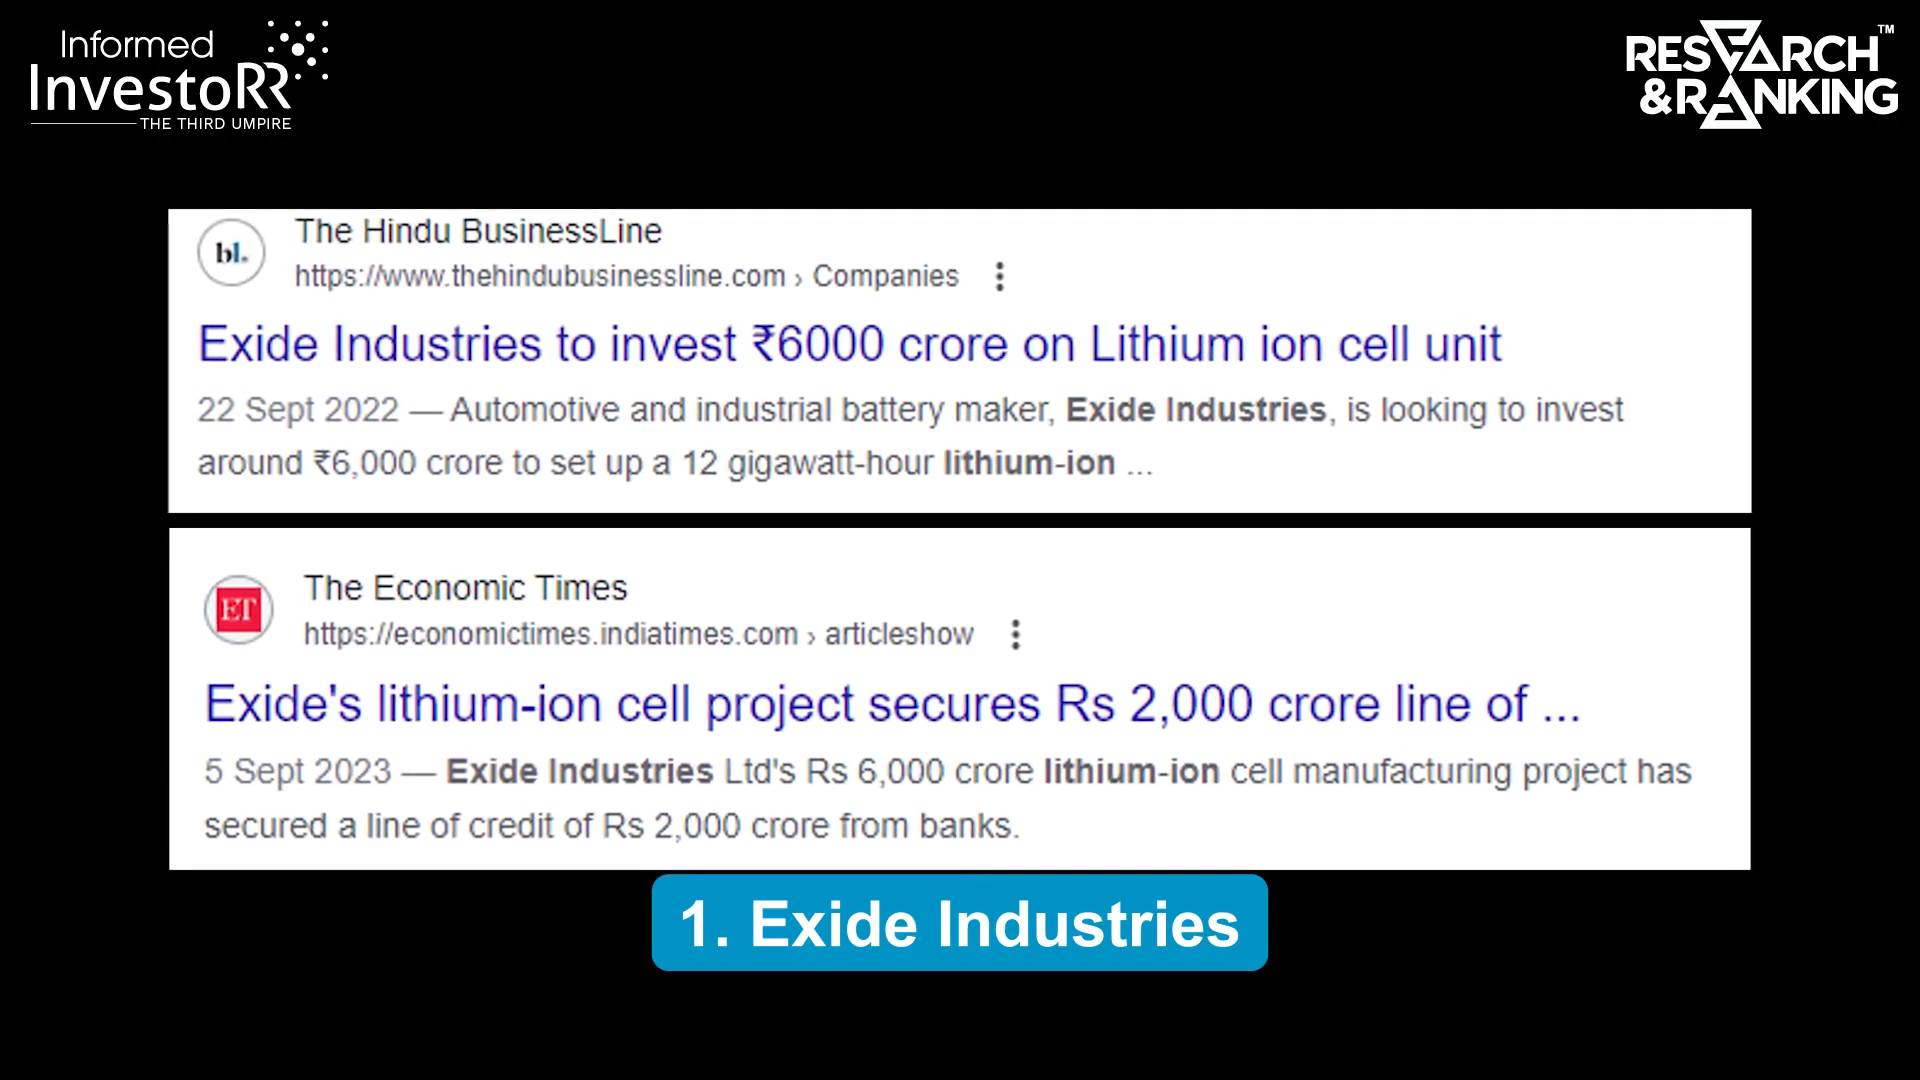 Informed
InvestoRR
THE THIRD UMPIRE
RESEARCH™
&RANKING
bl.
The Hindu BusinessLine
https://www.thehindubusinessline.com › Companies
Exide Industries to invest ₹6000 crore on Lithium ion cell unit
22 Sept 2022 — Automotive and industrial battery maker, Exide Industries, is looking to invest
around ₹6,000 crore to set up a 12 gigawatt-hour lithium-ion ...
ET
The Economic Times
https://economictimes.indiatimes.com › articleshow
Exide's lithium-ion cell project secures Rs 2,000 crore line of ...
5 Sept 2023 — Exide Industries Ltd's Rs 6,000 crore lithium-ion cell manufacturing project has
secured a line of credit of Rs 2,000 crore from banks.
1. Exide Industries